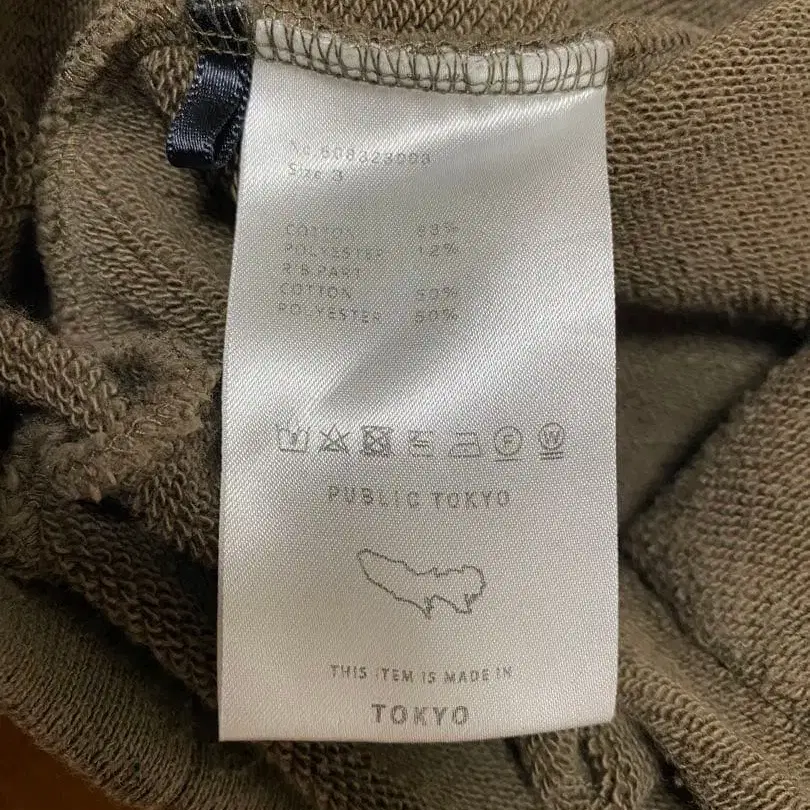 Size 3
COTTON 88%
POLYESTER 12%
RIB PART
COTTON 50%
POLYESTER 50%
F W
PUBLIC TOKYO
THIS ITEM IS MADE IN
TOKYO